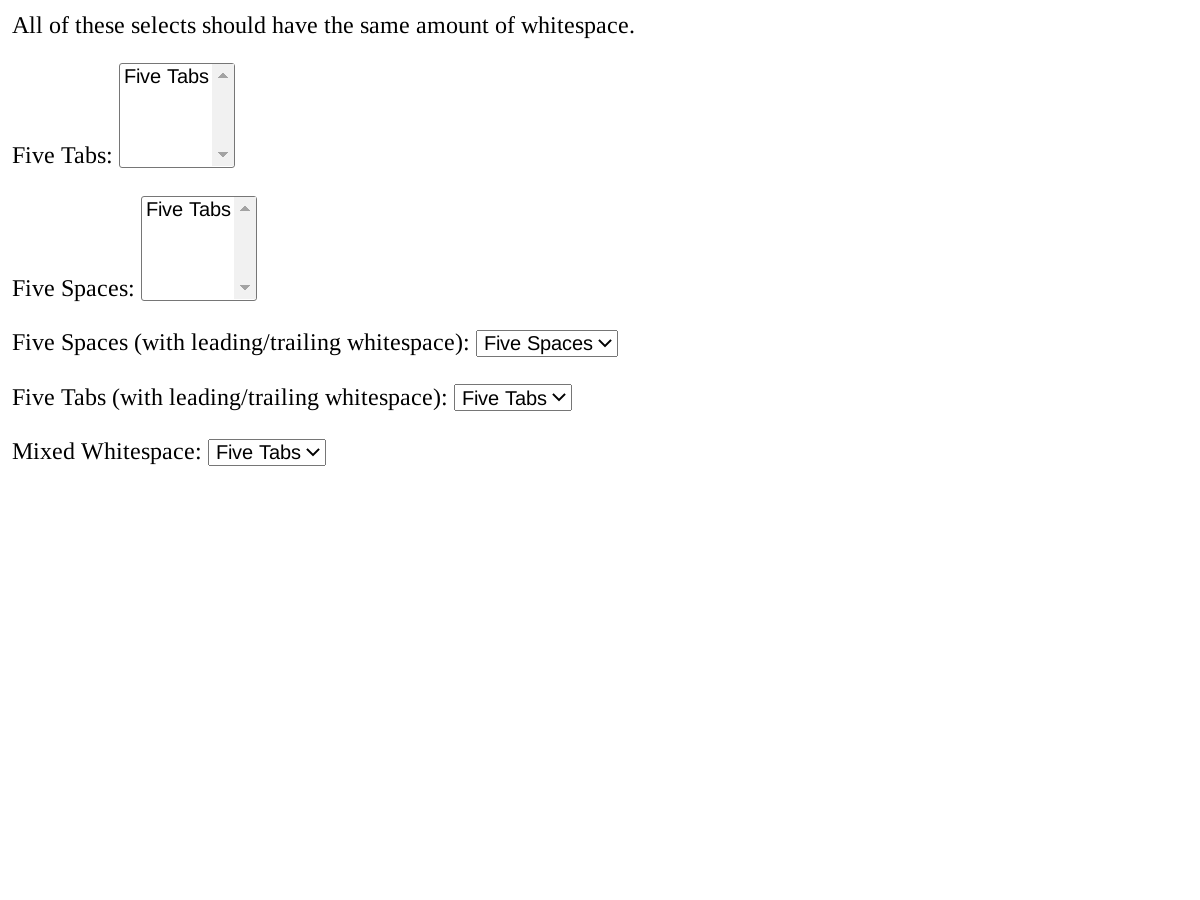 All of these selects should have the same amount of whitespace.
Five Tabs
Five Tabs:
Five Tabs
Five Spaces:
Five Spaces (with leading/trailing whitespace): Five Spaces
Five Tabs (with leading/trailing whitespace): Five Tabs
Mixed Whitespace: Five Tabs